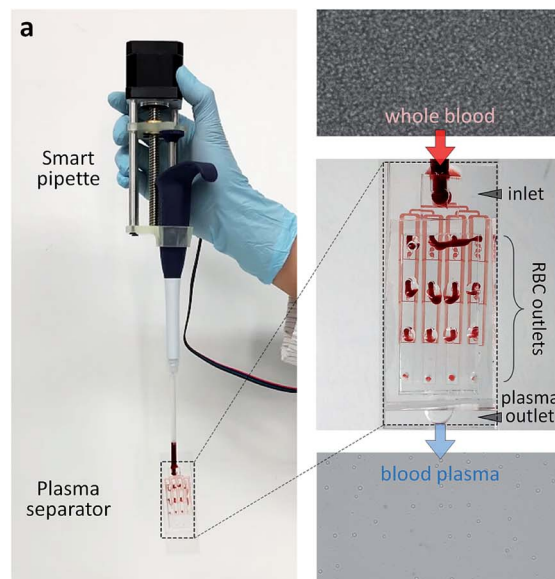 a
Smart
pipette
Plasma
separator
whole blood
inlet
RBC
outlets
plasma
outlet
blood plasma